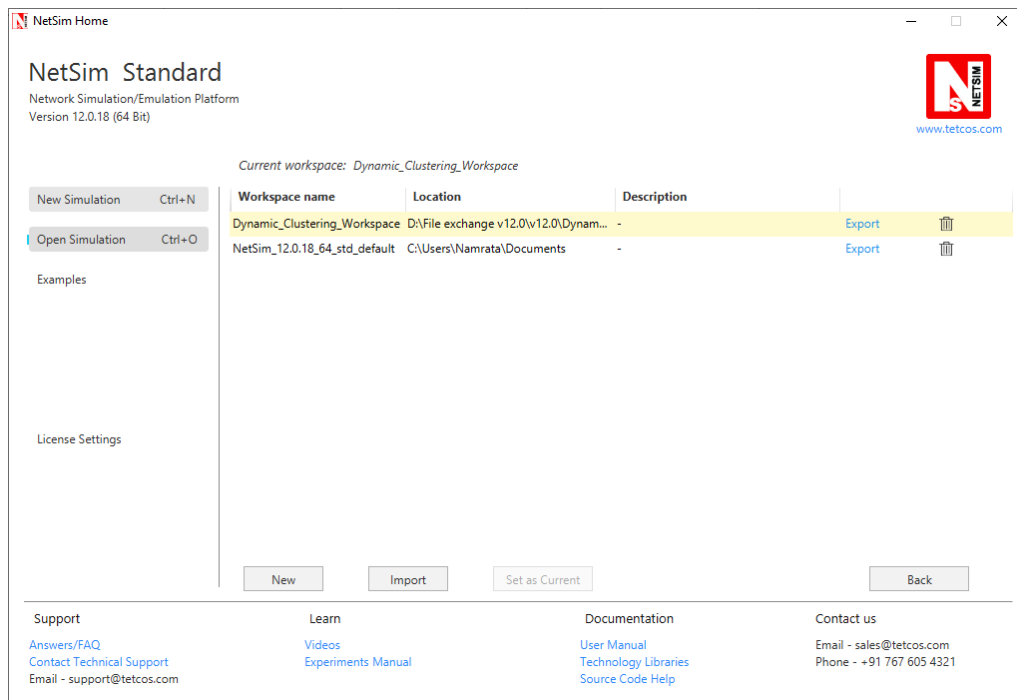 NetSim Home
NetSim Standard
Network Simulation/Emulation Platform
Version 12.0.18 (64 Bit)
NS NETSIM
www.tetcos.com
Current workspace: Dynamic_Clustering_Workspace
New Simulation Ctrl+N
Open Simulation Ctrl+O
Examples
License Settings
Workspace name Location Description
Dynamic_Clustering_Workspace D:\File exchange v12.0\v12.0\Dynam... - Export
NetSim_12.0.18_64_std_default C:\Users\Namrata\Documents - Export
New Import Set as Current Back
Support
Answers/FAQ
Contact Technical Support
Email - support@tetcos.com
Learn
Videos
Experiments Manual
Documentation
User Manual
Technology Libraries
Source Code Help
Contact us
Email - sales@tetcos.com
Phone - +91 767 605 4321